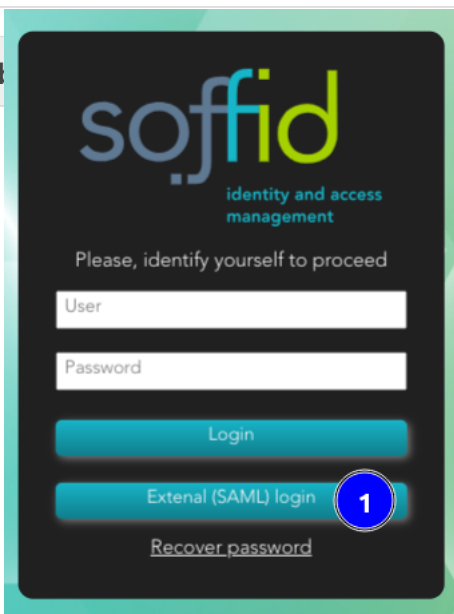 soffid
identity and access
management
Please, identify yourself to proceed
User
Password
Login
Extenal (SAML) login
1
Recover password